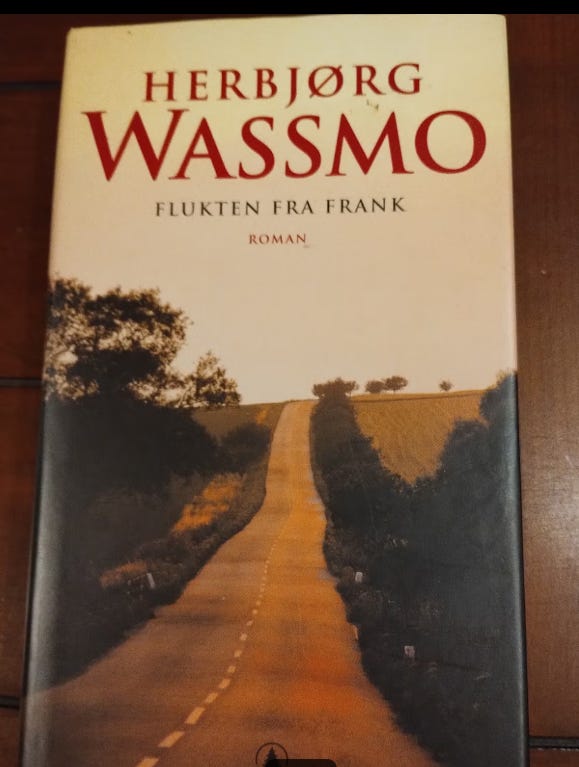 HERBJØRG
WASSMO
FLUKTEN FRA FRANK
ROMAN